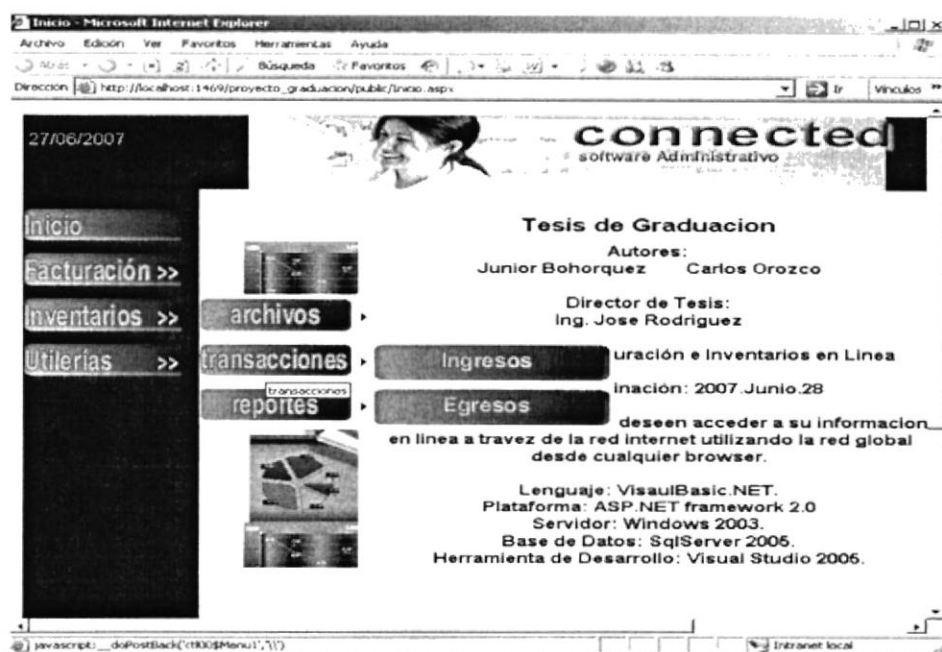 Inicio - Microsoft Internet Explorer
Archivo Edición Ver Favoritos Herramientas Ayuda
Atrás Búsqueda Favoritos
Dirección http://localhost:1469/proyecto_graduacion/public/Inicio.aspx Ir Vínculos
27/06/2007
connected
software Administrativo
Inicio
Facturación >>
Inventarios >>
Utilerias >>
archivos
transacciones
transacciones
reportes
Ingresos
Egresos
Tesis de Graduacion
Autores:
Junior Bohorquez Carlos Orozco
Director de Tesis:
Ing. Jose Rodriguez
uración e Inventarios en Linea
inación: 2007.Junio.28
deseen acceder a su informacion
en linea a travez de la red internet utilizando la red global
desde cualquier browser.
Lenguaje: VisaulBasic.NET.
Plataforma: ASP.NET framework 2.0
Servidor: Windows 2003.
Base de Datos: SqlServer 2005.
Herramienta de Desarrollo: Visual Studio 2005.
javascript:__doPostBack('ctl00$Menu1','\\') Intranet local